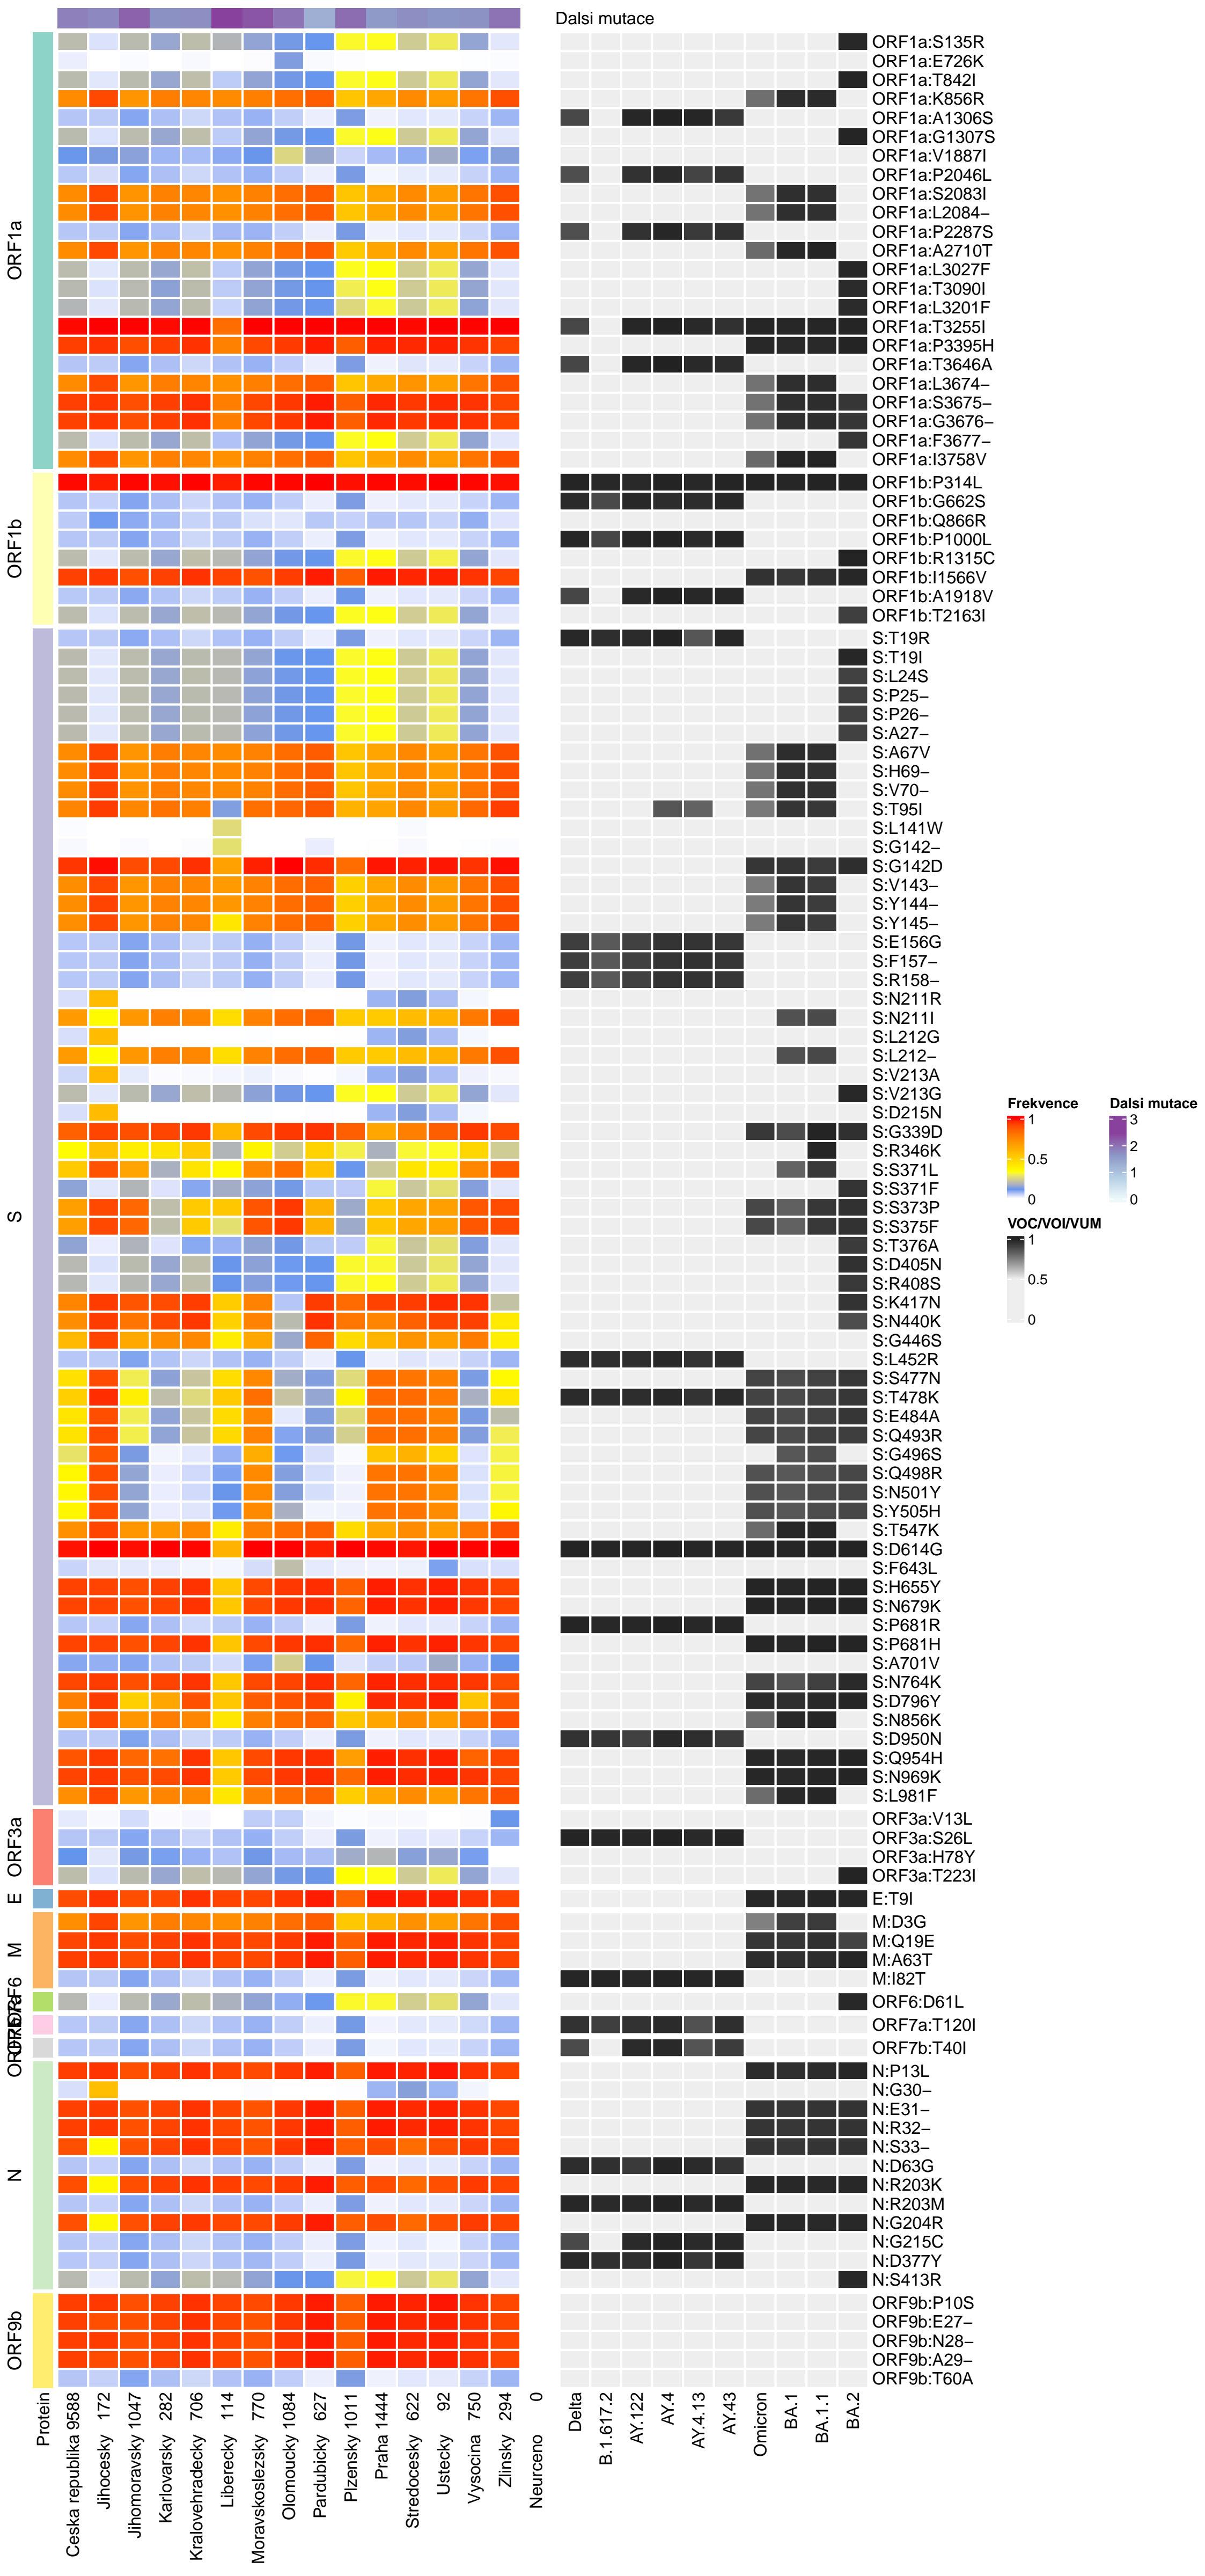 Dalsi mutace
ORF1a:S135R
ORF1a:E726K
ORF1a:T842I
ORF1a:K856R
ORF1a:A1306S
ORF1a:G1307S
ORF1a:V1887I
ORF1a:P2046L
ORF1a:S2083I
ORF1a:L2084–
ORF1a:P2287S
ORF1a:A2710T
ORF1a:L3027F
ORF1a:T3090I
ORF1a:L3201F
ORF1a:T3255I
ORF1a:P3395H
ORF1a:T3646A
ORF1a:L3674–
ORF1a:S3675–
ORF1a:G3676–
ORF1a:F3677–
ORF1a:I3758V
ORF1b:P314L
ORF1b:G662S
ORF1b:Q866R
ORF1b:P1000L
ORF1b:R1315C
ORF1b:I1566V
ORF1b:A1918V
ORF1b:T2163I
S:T19R
S:T19I
S:L24S
S:P25–
S:P26–
S:A27–
S:A67V
S:H69–
S:V70–
S:T95I
S:L141W
S:G142–
S:G142D
S:V143–
S:Y144–
S:Y145–
S:E156G
S:F157–
S:R158–
S:N211R
S:N211I
S:L212G
S:L212–
S:V213A
S:V213G
S:D215N
S:G339D
S:R346K
S:S371L
S:S371F
S:S373P
S:S375F
S:T376A
S:D405N
S:R408S
S:K417N
S:N440K
S:G446S
S:L452R
S:S477N
S:T478K
S:E484A
S:Q493R
S:G496S
S:Q498R
S:N501Y
S:Y505H
S:T547K
S:D614G
S:F643L
S:H655Y
S:N679K
S:P681R
S:P681H
S:A701V
S:N764K
S:D796Y
S:N856K
S:D950N
S:Q954H
S:N969K
S:L981F
ORF3a:V13L
ORF3a:S26L
ORF3a:H78Y
ORF3a:T223I
E:T9I
M:D3G
M:Q19E
M:A63T
M:I82T
ORF6:D61L
ORF7a:T120I
ORF7b:T40I
N:P13L
N:G30–
N:E31–
N:R32–
N:S33–
N:D63G
N:R203K
N:R203M
N:G204R
N:G215C
N:D377Y
N:S413R
ORF9b:P10S
ORF9b:E27–
ORF9b:N28–
ORF9b:A29–
ORF9b:T60A
ORF1a
ORF1b
S
ORF3a
E
M
ORF6
N
ORF9b
Protein
Ceska republika 9588
Jihocesky 172
Jihomoravsky 1047
Karlovarsky 282
Kralovehradecky 706
Liberecky 114
Moravskoslezsky 770
Olomoucky 1084
Pardubicky 627
Plzensky 1011
Praha 1444
Stredocesky 622
Ustecky 92
Vysocina 750
Zlinsky 294
Neurceno 0
Delta
B.1.617.2
AY.122
AY.4
AY.4.13
AY.43
Omicron
BA.1
BA.1.1
BA.2
Frekvence
1
0.5
0
Dalsi mutace
3
2
1
0
VOC/VOI/VUM
1
0.5
0